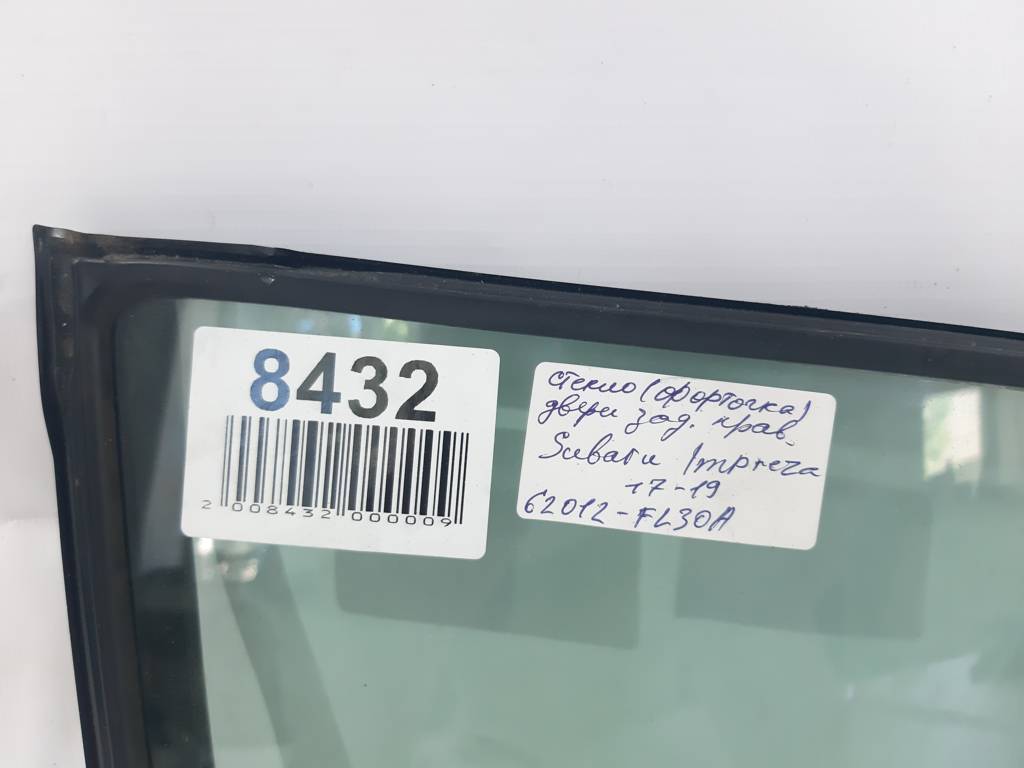 8432
2 008432 000009
стекло (форточка)
двери зад. прав.
Subaru Impreza
17-19
62012-FL30A